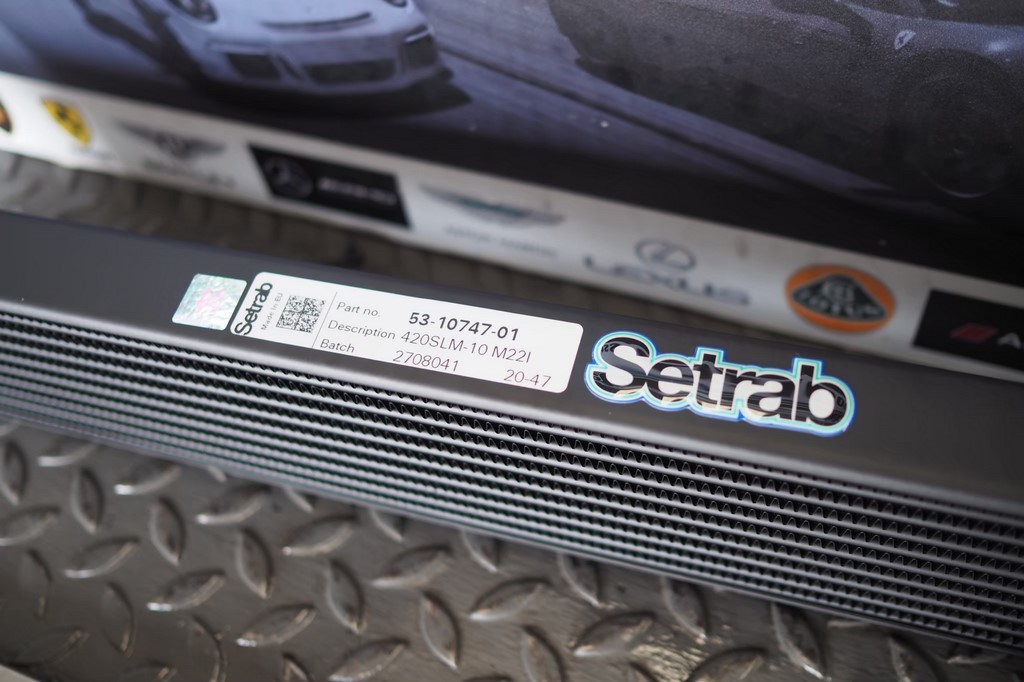 LEXUS
LOTUS
Setrab
Made in EU
Part no. 53-10747-01
Description 420SLM-10 M22I
Batch 2708041 20-47
Setrab